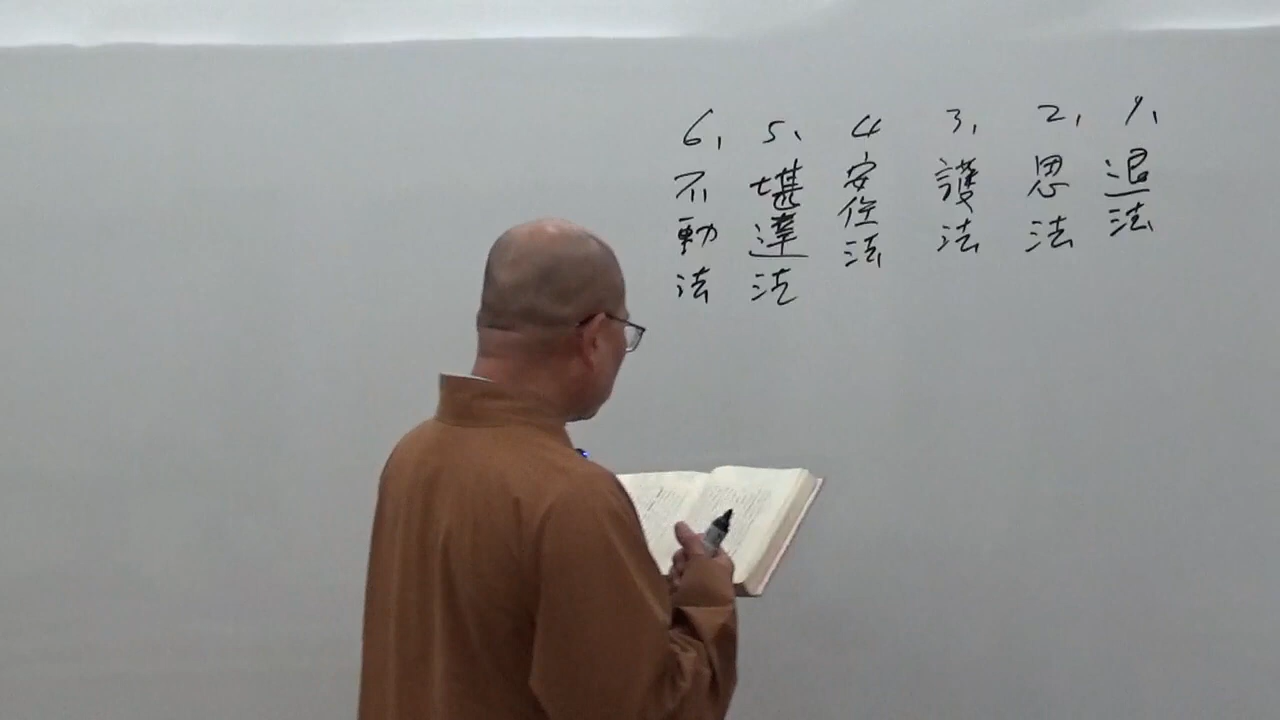 1, 退法
2, 思法
3, 護法
4 安住法
5、堪達法
6, 不動法